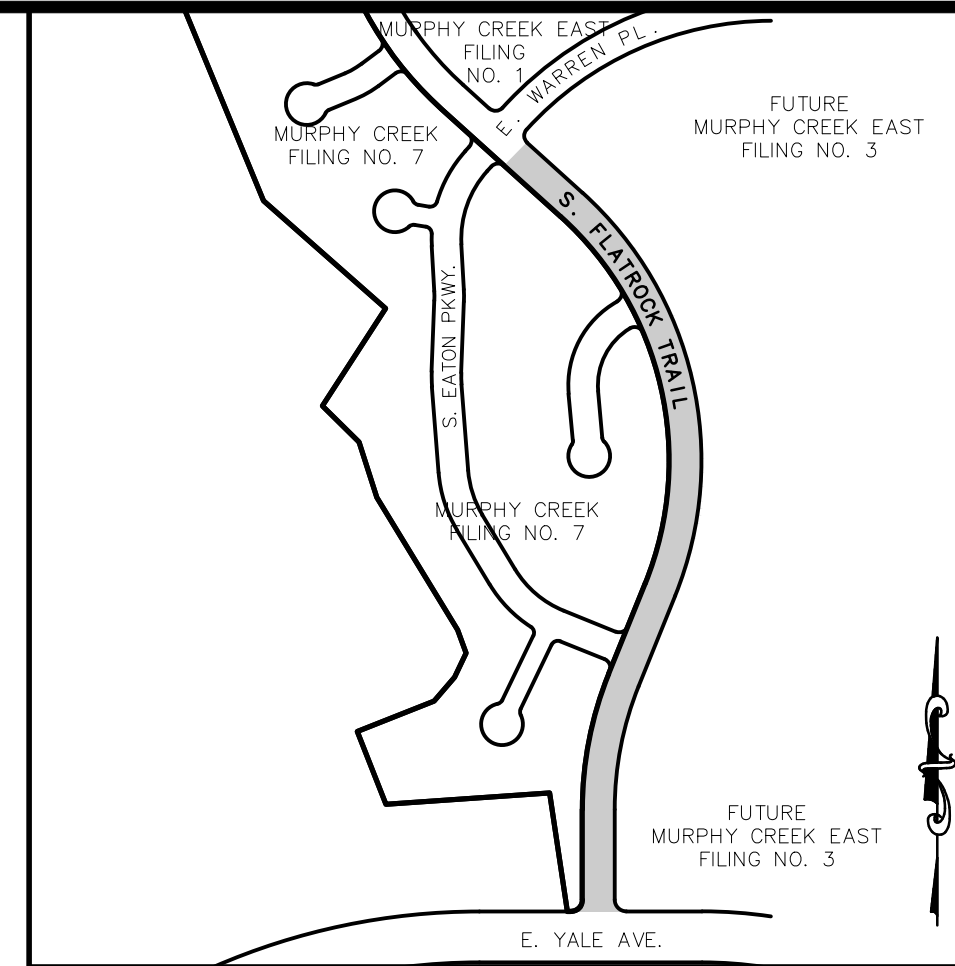 MURPHY CREEK EAST
FILING
NO. 1
E. WARREN PL.
FUTURE
MURPHY CREEK EAST
FILING NO. 3
MURPHY CREEK
FILING NO. 7
S. FLATROCK TRAIL
S. EATON PKWY.
MURPHY CREEK
FILING NO. 7
FUTURE
MURPHY CREEK EAST
FILING NO. 3
E. YALE AVE.